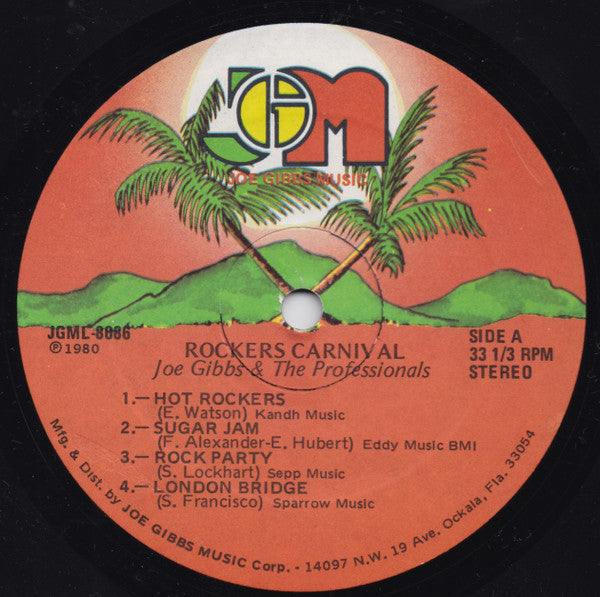 JGM
JOE GIBBS MUSIC
JGML-8086
℗ 1980
SIDE A
33 1/3 RPM
STEREO
ROCKERS CARNIVAL
Joe Gibbs & The Professionals
1.— HOT ROCKERS
(E. Watson) Kandh Music
2.— SUGAR JAM
(F. Alexander-E. Hubert) Eddy Music BMI
3.— ROCK PARTY
(S. Lockhart) Sepp Music
4.— LONDON BRIDGE
(S. Francisco) Sparrow Music
Mfg. & Dist. by JOE GIBBS MUSIC Corp. - 14097 N.W. 19 Ave. Ockala, Fla. 33054